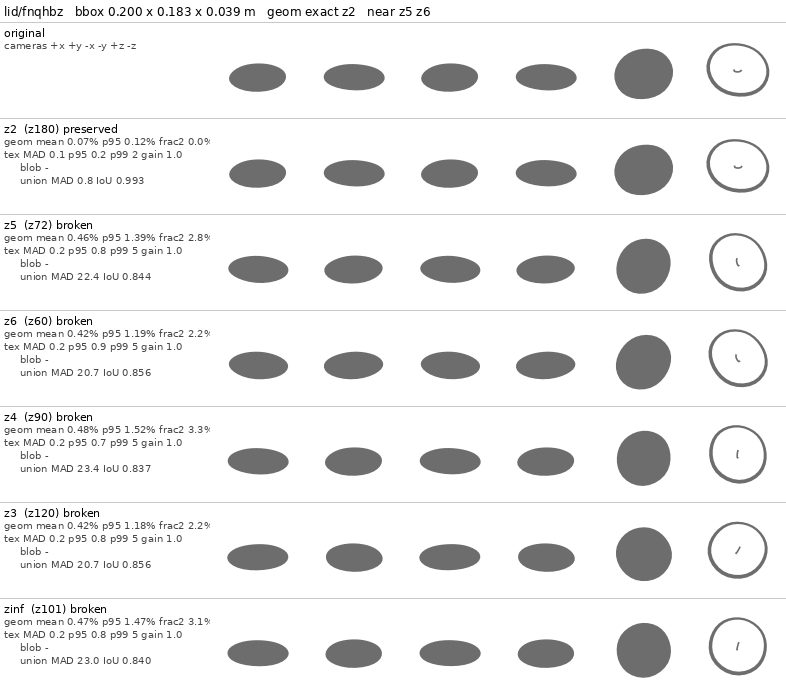 lid/fnqhbz   bbox 0.200 x 0.183 x 0.039 m   geom exact z2   near z5 z6
original
cameras +x +y -x -y +z -z
z2  (z180) preserved
geom mean 0.07% p95 0.12% frac2 0.0%
tex MAD 0.1 p95 0.2 p99 2 gain 1.0
blob -
union MAD 0.8 IoU 0.993
z5  (z72) broken
geom mean 0.46% p95 1.39% frac2 2.8%
tex MAD 0.2 p95 0.8 p99 5 gain 1.0
blob -
union MAD 22.4 IoU 0.844
z6  (z60) broken
geom mean 0.42% p95 1.19% frac2 2.2%
tex MAD 0.2 p95 0.9 p99 5 gain 1.0
blob -
union MAD 20.7 IoU 0.856
z4  (z90) broken
geom mean 0.48% p95 1.52% frac2 3.3%
tex MAD 0.2 p95 0.7 p99 5 gain 1.0
blob -
union MAD 23.4 IoU 0.837
z3  (z120) broken
geom mean 0.42% p95 1.18% frac2 2.2%
tex MAD 0.2 p95 0.8 p99 5 gain 1.0
blob -
union MAD 20.7 IoU 0.856
zinf  (z101) broken
geom mean 0.47% p95 1.47% frac2 3.1%
tex MAD 0.2 p95 0.8 p99 5 gain 1.0
blob -
union MAD 23.0 IoU 0.840